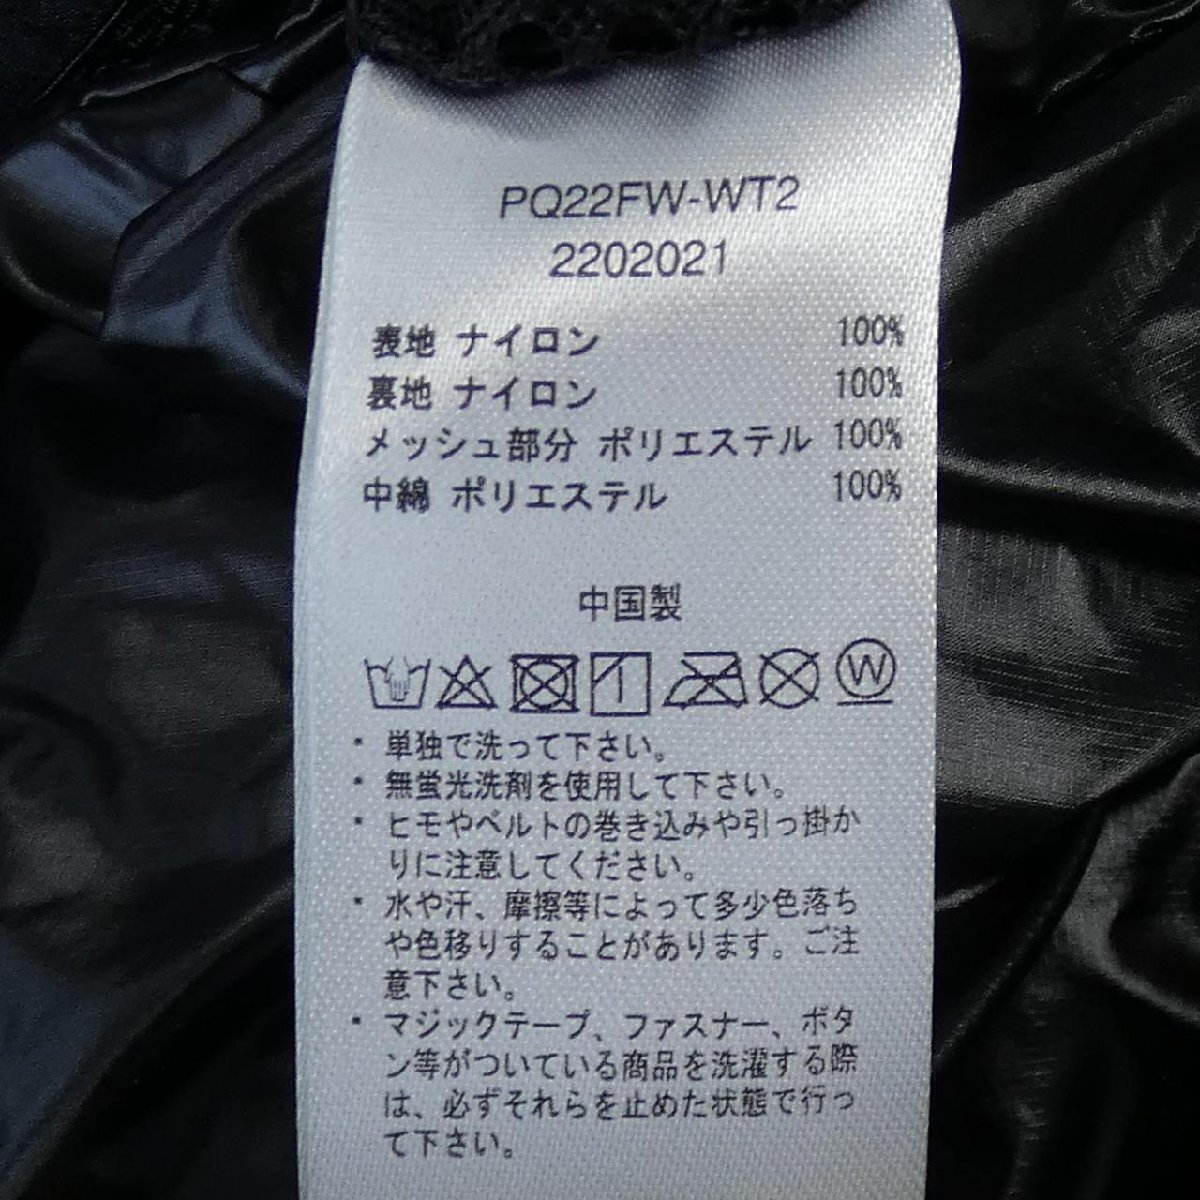 PQ22FW-WT2
2202021
表地 ナイロン 100%
裏地 ナイロン 100%
メッシュ部分 ポリエステル 100%
中綿 ポリエステル 100%
中国製
1 W
・ 単独で洗って下さい。
・ 無蛍光洗剤を使用して下さい。
・ ヒモやベルトの巻き込みや引っ掛か
りに注意してください。
・ 水や汗、摩擦等によって多少色落ち
や色移りすることがあります。ご注
意下さい。
・ マジックテープ、ファスナー、ボタ
ン等がついている商品を洗濯する際
は、必ずそれらを止めた状態で行っ
て下さい。